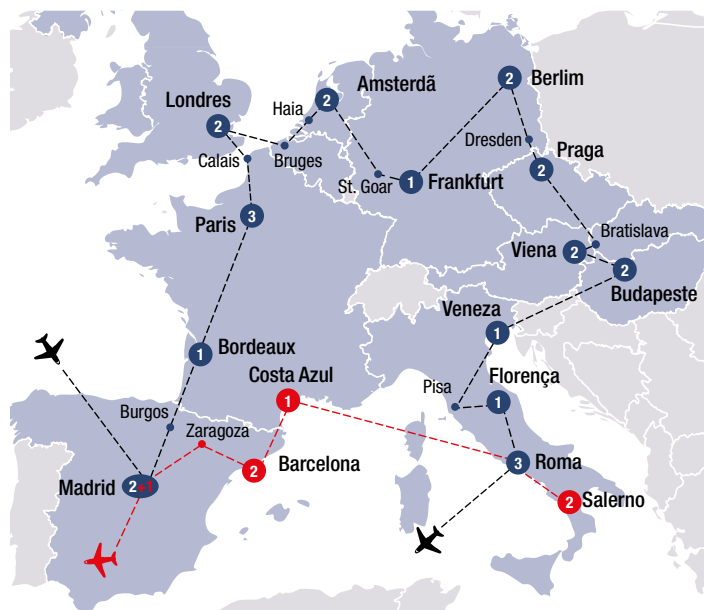 Berlim
2
Amsterdã
2
Londres
2
Haia
Bruges
Calais
Dresden
Praga
2
St. Goar
1
Frankfurt
Paris
3
Bratislava
Viena
2
2
Budapeste
Veneza
1
Bordeaux
1
Costa Azul
1
Florença
1
Pisa
Burgos
Zaragoza
Barcelona
2
Roma
3
Madrid
2+1
Salerno
2